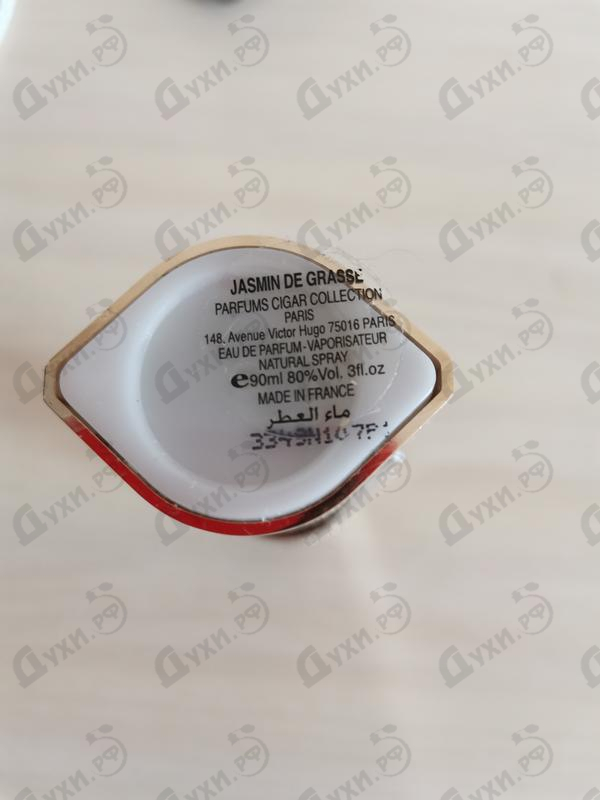 JASMIN DE GRASSE
PARFUMS CIGAR COLLECTION
PARIS
148, Avenue Victor Hugo 75016 PARIS
EAU DE PARFUM-VAPORISATEUR
NATURAL SPRAY
e90ml 80%Vol. 3fl.oz
MADE IN FRANCE
ماء العطر
Духи.рф